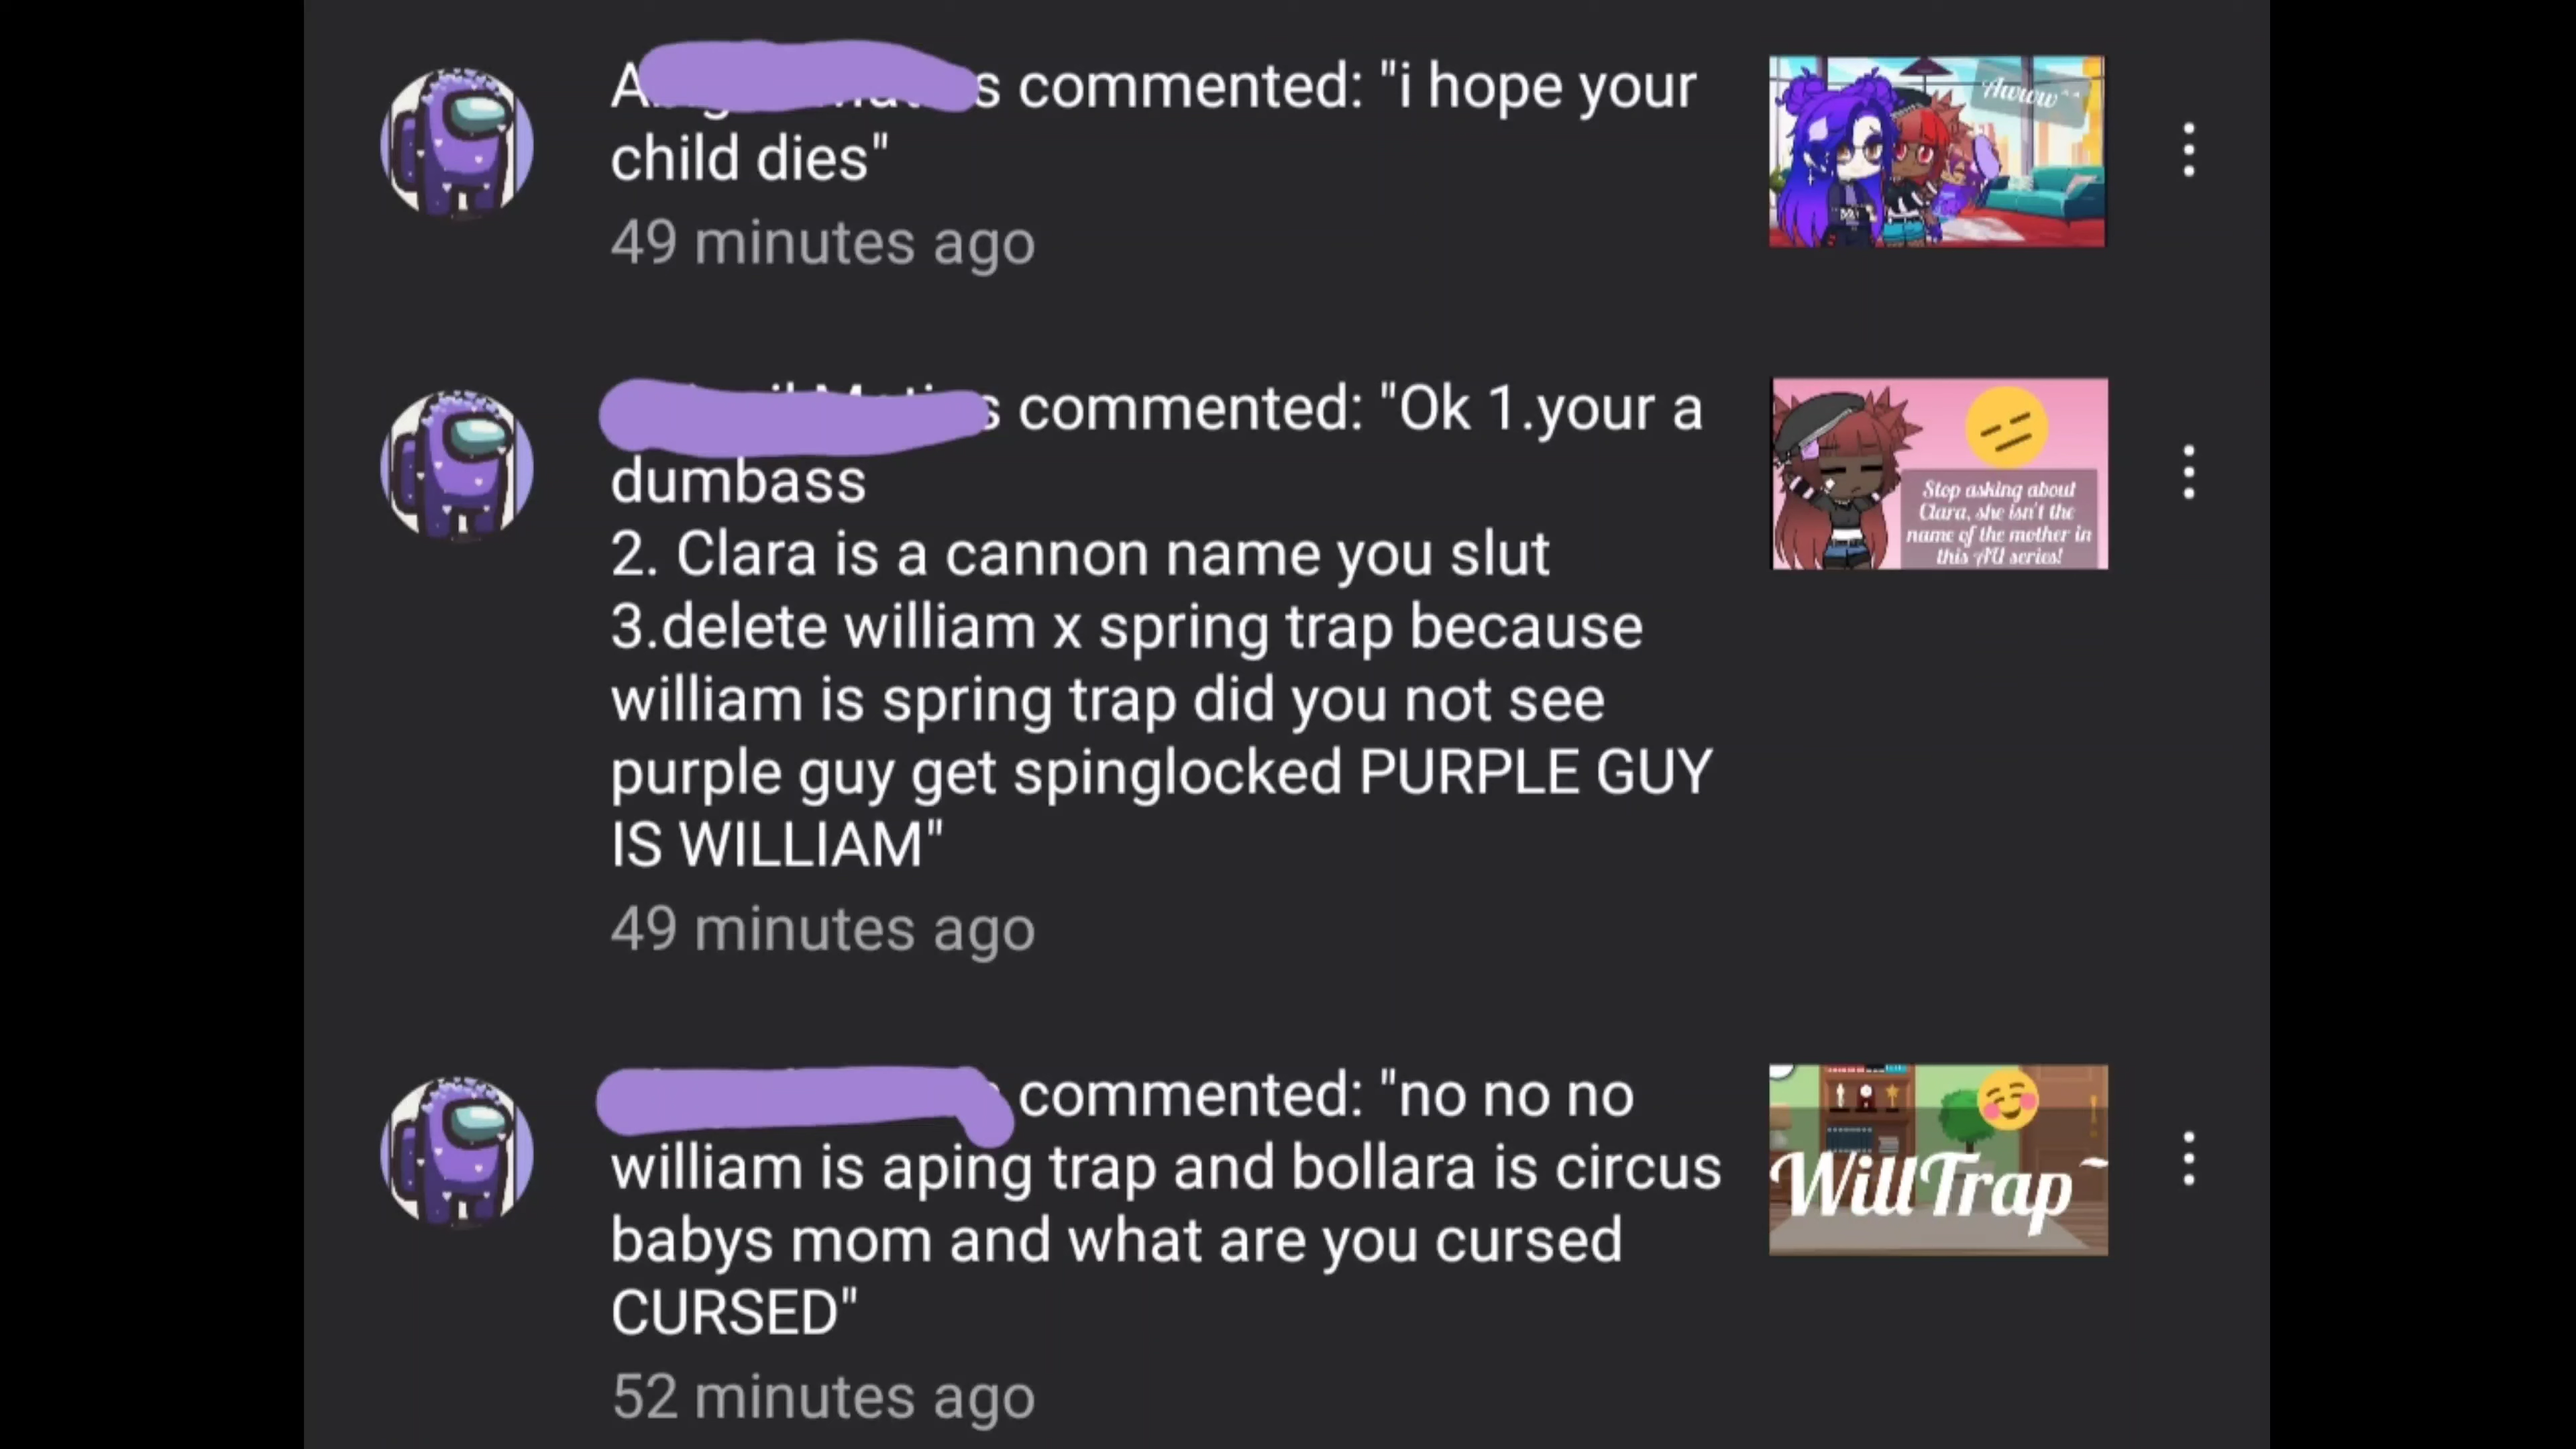 commented: "i hope your
Awww^^
child dies"
49 minutes ago
commented: "Ok 1.your a
dumbass
2. Clara is a cannon name you slut
3.delete william x spring trap because
william is spring trap did you not see
purple guy get spinglocked PURPLE GUY
IS WILLIAM"
49 minutes ago
Stop asking about
Clara, she isn't the
name of the mother in
this AU series!
commented: "no no no
william is aping trap and bollara is circus
babys mom and what are you cursed
CURSED"
52 minutes ago
WillTrap~